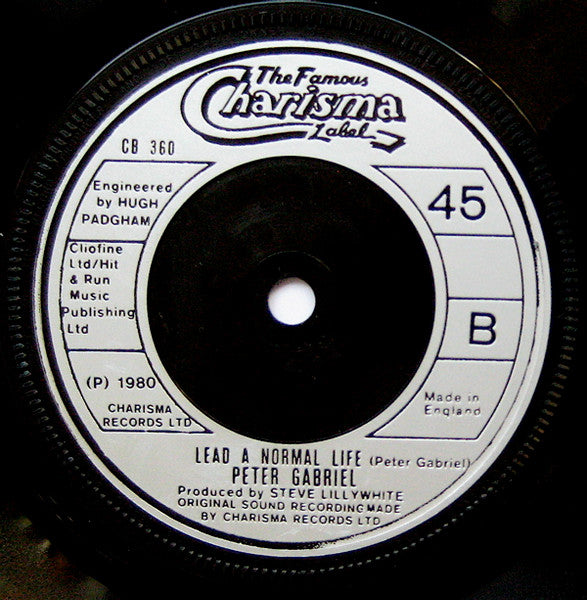 The Famous
Charisma
Label
CB 360
Engineered
by HUGH
PADGHAM
45
Cliofine
Ltd/Hit
& Run
Music
Publishing
Ltd
B
(P) 1980
CHARISMA
RECORDS LTD
Made in
England
LEAD A NORMAL LIFE (Peter Gabriel)
PETER GABRIEL
Produced by STEVE LILLYWHITE
ORIGINAL SOUND RECORDING MADE
BY CHARISMA RECORDS LTD